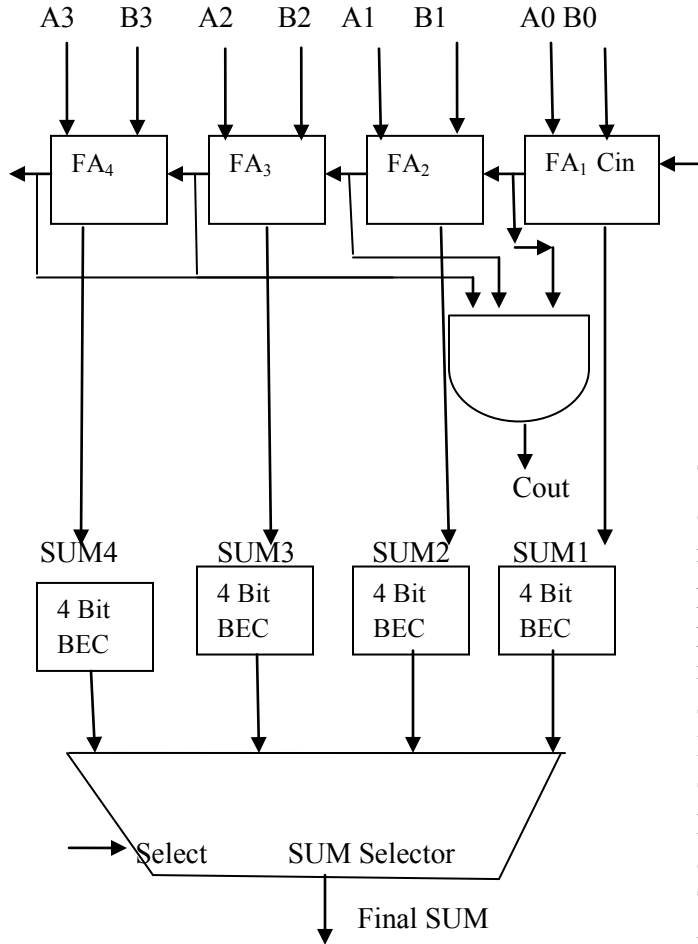 A3 B3 A2 B2 A1 B1 A0 B0
FA4 FA3 FA2 FA1 Cin
Cout
SUM4 SUM3 SUM2 SUM1
4 Bit 4 Bit 4 Bit 4 Bit
BEC BEC BEC BEC
Select SUM Selector
Final SUM